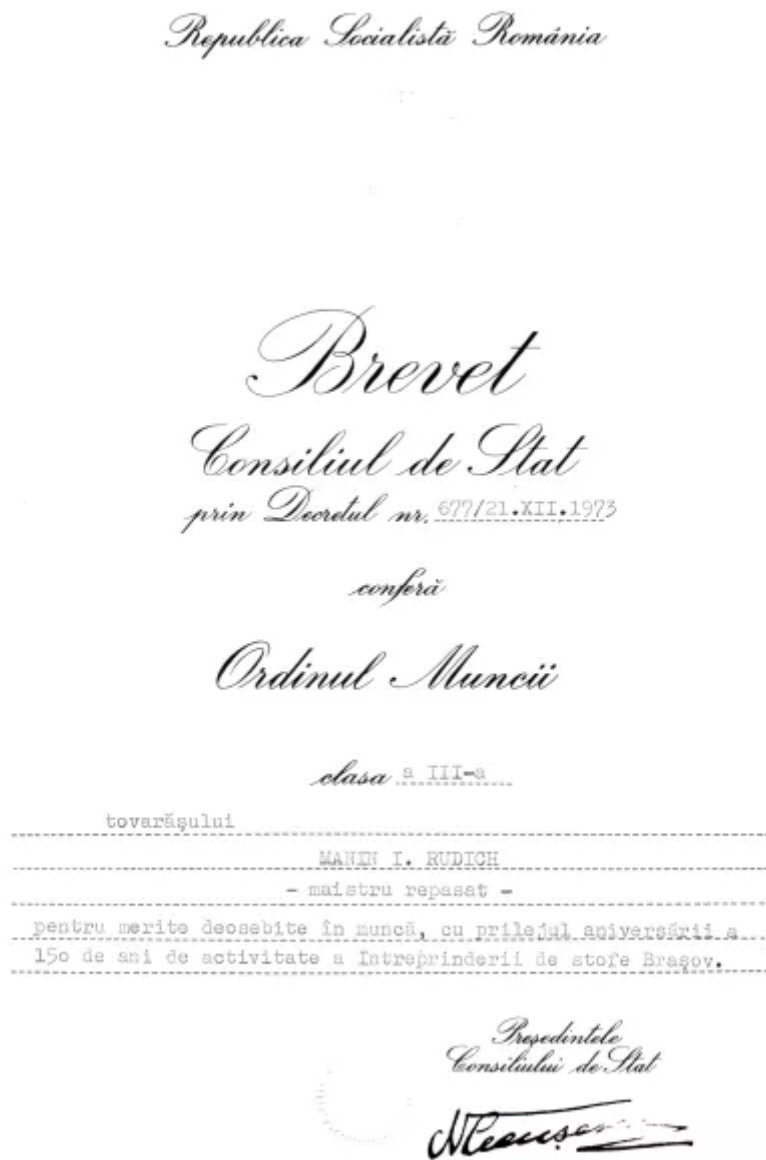 Republica Socialistă România
Brevet
Consiliul de Stat
prin Decretul nr. 677/21.XII.1973
conferă
Ordinul Muncii
clasa a III-a
tovarăşului
MANIN I. RUDICH
- maistru repasat -
pentru merite deosebite în muncă, cu prilejul aniversării a
15o de ani de activitate a Intreprinderii de stofe Braşov.
Preşedintele
Consiliului de Stat